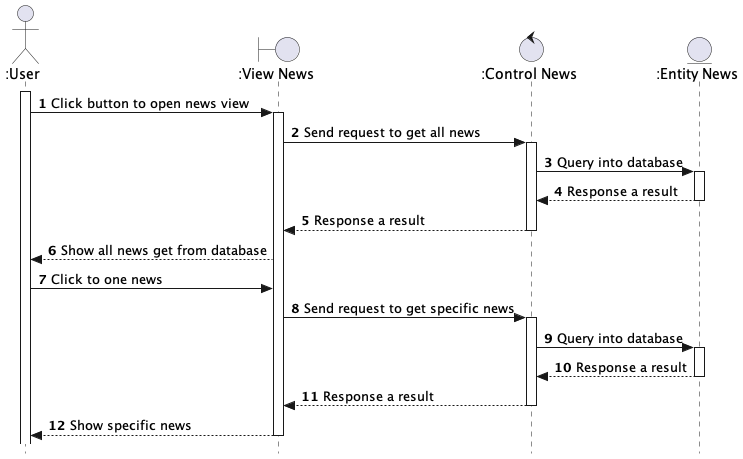 :User
:View News
:Control News
:Entity News
1 Click button to open news view
2 Send request to get all news
3 Query into database
4 Response a result
5 Response a result
6 Show all news get from database
7 Click to one news
8 Send request to get specific news
9 Query into database
10 Response a result
11 Response a result
12 Show specific news